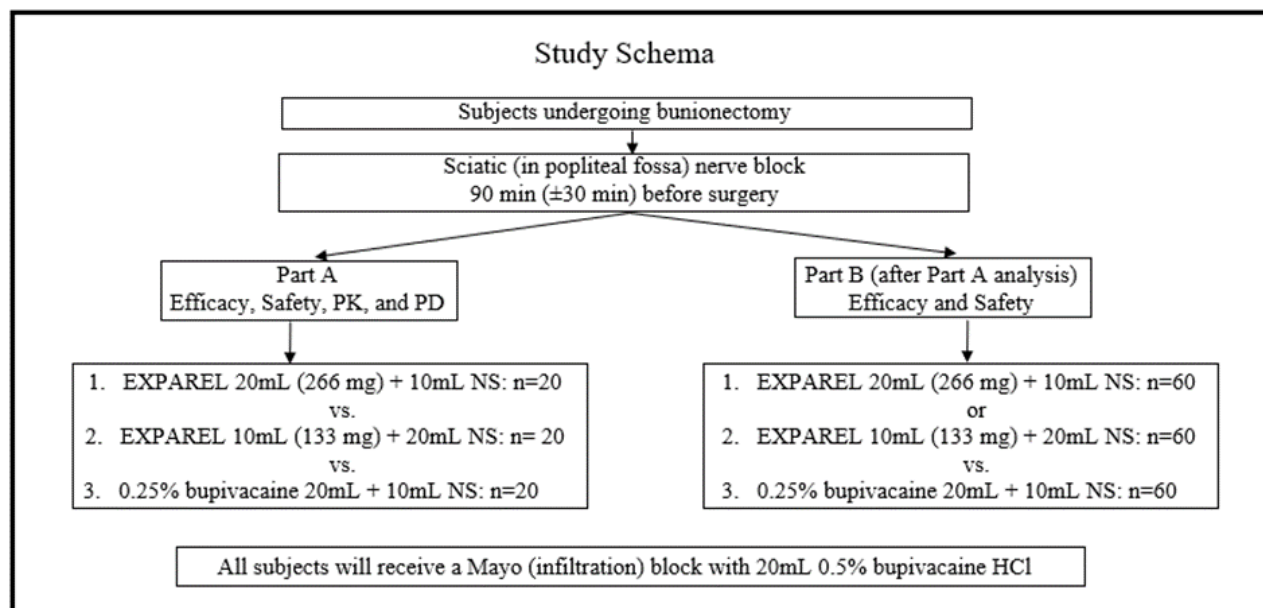 Study Schema
Subjects undergoing bunionectomy
Sciatic (in popliteal fossa) nerve block
90 min (±30 min) before surgery
Part A
Efficacy, Safety, PK, and PD
Part B (after Part A analysis)
Efficacy and Safety
1. EXPAREL 20mL (266 mg) + 10mL NS: n=20
vs.
2. EXPAREL 10mL (133 mg) + 20mL NS: n= 20
vs.
3. 0.25% bupivacaine 20mL + 10mL NS: n=20
1. EXPAREL 20mL (266 mg) + 10mL NS: n=60
or
2. EXPAREL 10mL (133 mg) + 20mL NS: n=60
vs.
3. 0.25% bupivacaine 20mL + 10mL NS: n=60
All subjects will receive a Mayo (infiltration) block with 20mL 0.5% bupivacaine HCl